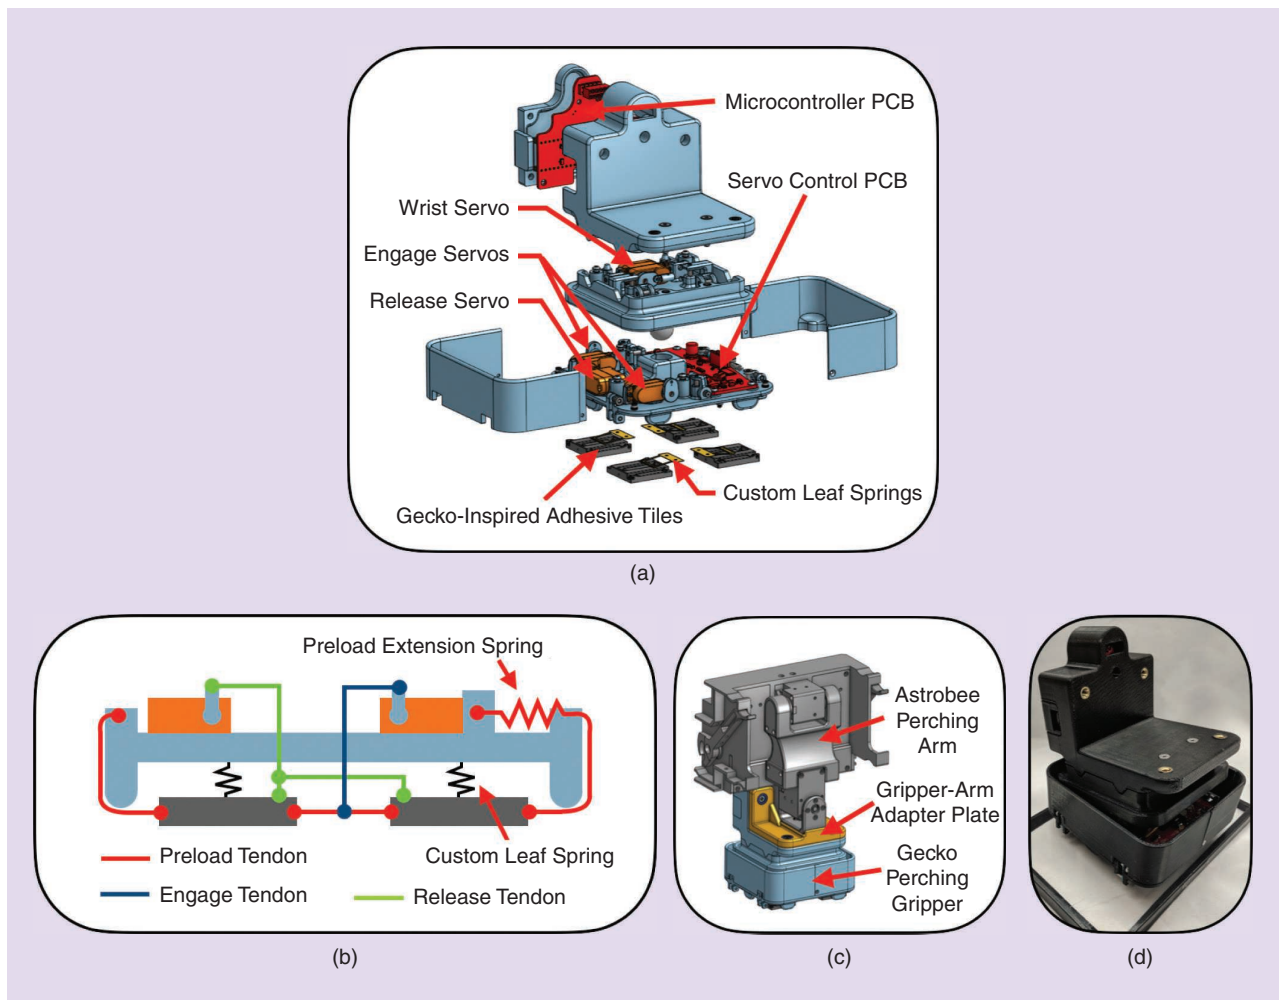 Microcontroller PCB
Servo Control PCB
Wrist Servo
Engage Servos
Release Servo
Custom Leaf Springs
Gecko-Inspired Adhesive Tiles
(a)
Preload Extension Spring
Custom Leaf Spring
Preload Tendon
Engage Tendon
Release Tendon
(b)
Astrobee
Perching
Arm
Gripper-Arm
Adapter Plate
Gecko
Perching
Gripper
(c)
(d)